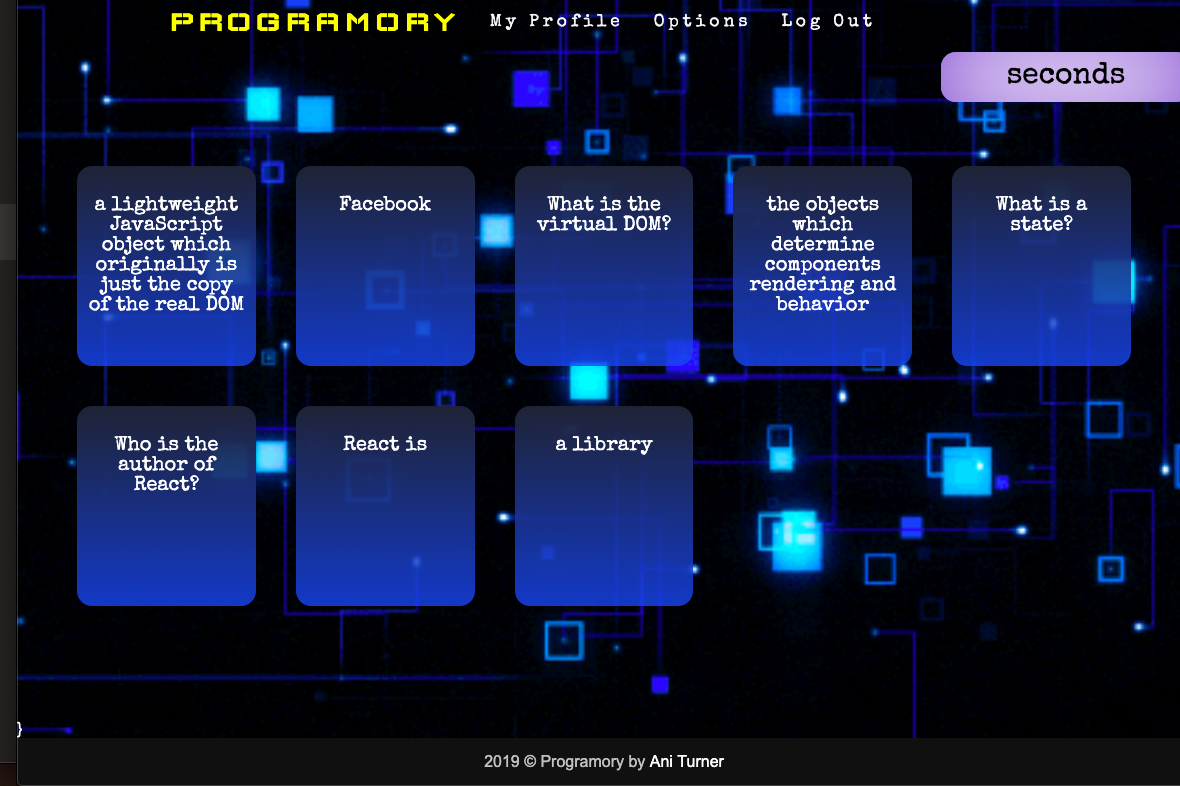 PROGRAMORY My Profile Options Log Out
seconds
a lightweight
JavaScript
object which
originally is
just the copy
of the real DOM
Facebook
What is the
virtual DOM?
the objects
which
determine
components
rendering and
behavior
What is a
state?
Who is the
author of
React?
React is
a library
}
2019 © Programory by Ani Turner